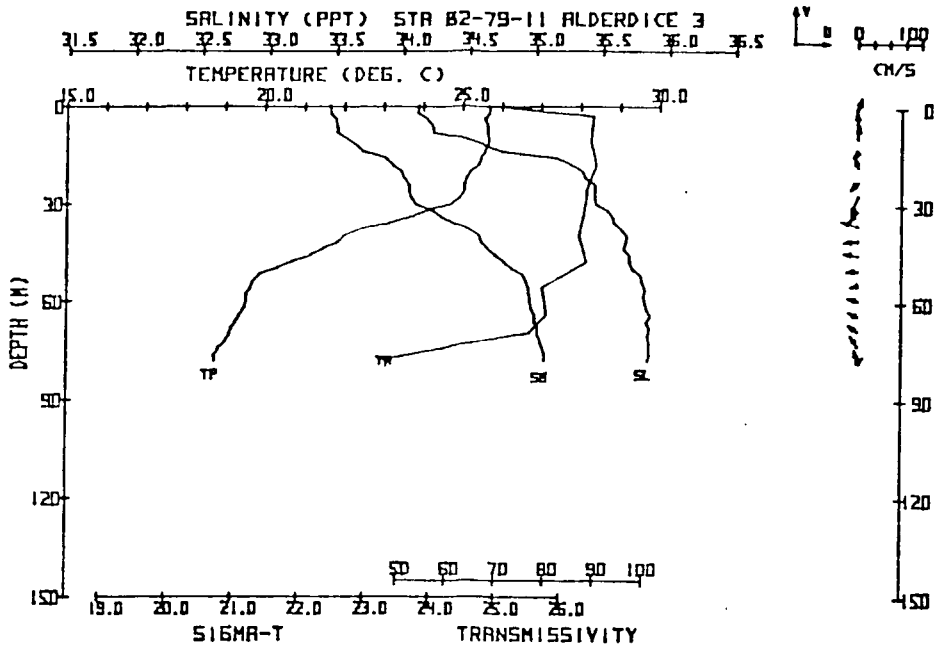 SALINITY (PPT) STA 82-79-11 ALDERDICE 3
31.5 32.0 32.5 33.0 33.5 34.0 34.5 35.0 35.5 36.0 36.5
V U 0 100
CM/S
TEMPERATURE (DEG. C)
15.0 20.0 25.0 30.0
0 30 60 90 120 150
DEPTH (M)
TP TR SG SL
0 30 60 90 120 150
50 60 70 80 90 100
19.0 20.0 21.0 22.0 23.0 24.0 25.0 26.0
SIGMA-T TRANSMISSIVITY